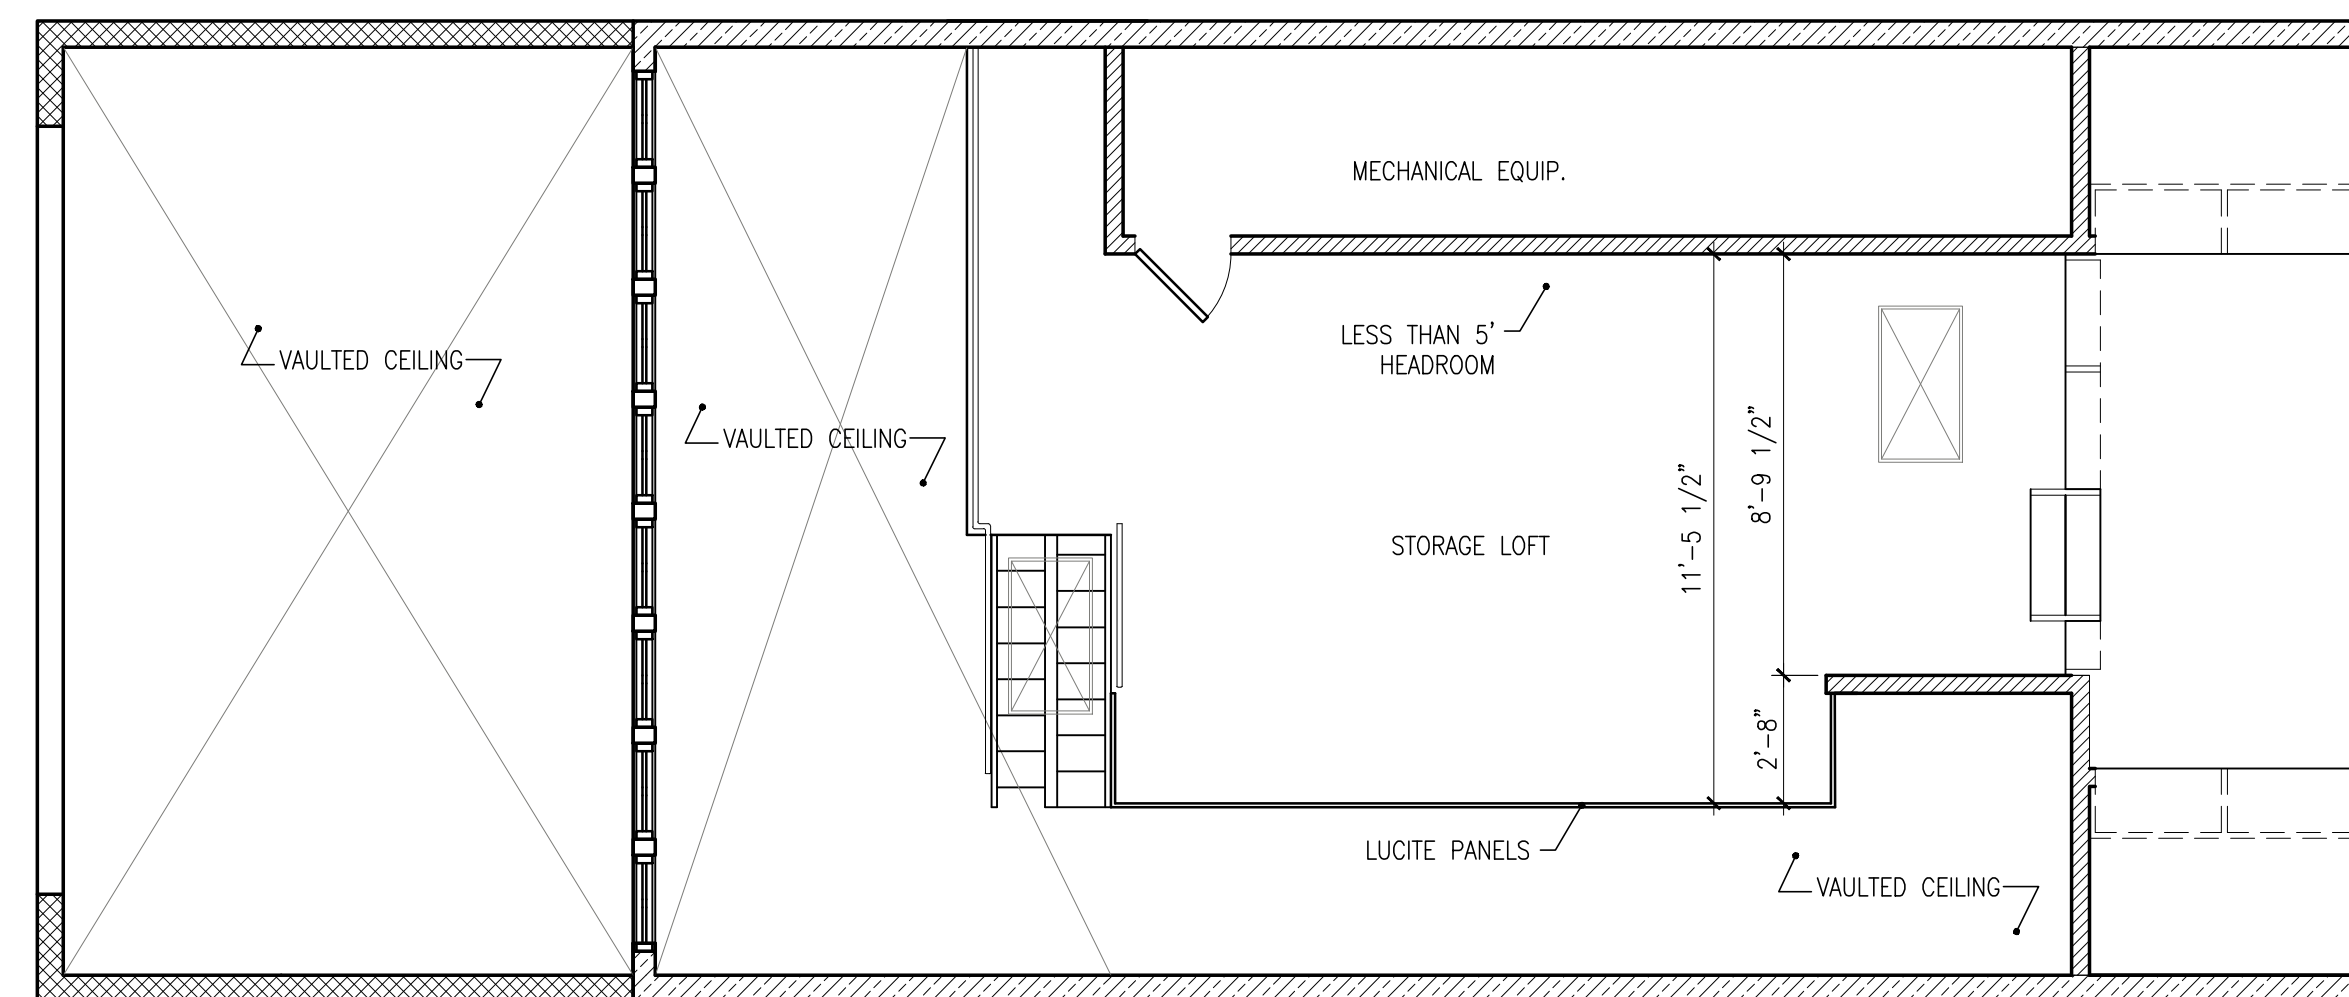 MECHANICAL EQUIP.
LESS THAN 5'
HEADROOM
VAULTED CEILING
VAULTED CEILING
8'-9 1/2"
11'-5 1/2"
STORAGE LOFT
2'-8"
LUCITE PANELS
VAULTED CEILING